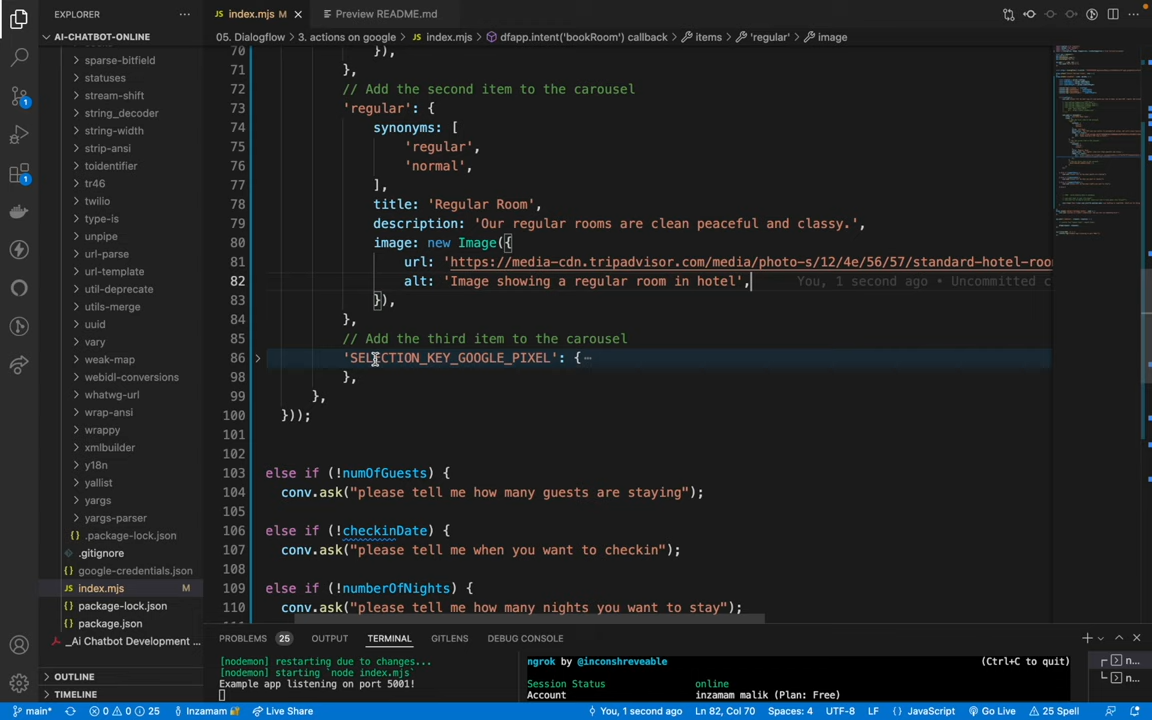 EXPLORER
index.mjs M
Preview README.md
AI-CHATBOT-ONLINE
05. Dialogflow > 3. actions on google > index.mjs > dfapp.intent('bookRoom') callback > items > 'regular' > image
sparse-bitfield
statuses
stream-shift
string_decoder
string-width
strip-ansi
toidentifier
tr46
twilio
type-is
unpipe
url-parse
url-template
url-debute
utils-merge
uuid
vary
weak-map
webidl-conversions
whatwg-url
wrap-ansi
wrappy
xmlbuilder
y18n
yallist
yargs
yargs-parser
.package-lock.json
.gitignore
google-credentials.json
index.mjs M
package-lock.json
package.json
_Ai Chatbot Development ...
OUTLINE
TIMELINE
70 }),
71 },
72 // Add the second item to the carousel
73 'regular': {
74 synonyms: [
75 'regular',
76 'normal',
77 ],
78 title: 'Regular Room',
79 description: 'Our regular rooms are clean peaceful and classy.',
80 image: new Image({
81 url: 'https://media-cdn.tripadvisor.com/media/photo-s/12/4e/56/57/standard-hotel-roo
82 alt: 'Image showing a regular room in hotel', You, 1 second ago • Uncommitted c
83 }),
84 },
85 // Add the third item to the carousel
86 'SELECTION_KEY_GOOGLE_PIXEL': {
98 },
99 },
100 }));
101
102
103 else if (!numOfGuests) {
104 conv.ask("please tell me how many guests are staying");
105
106 else if (!checkinDate) {
107 conv.ask("please tell me when you want to checkin");
108
109 else if (!numberOfNights) {
110 conv.ask("please tell me how many nights you want to stay");
PROBLEMS 25 OUTPUT TERMINAL GITLENS DEBUG CONSOLE
[nodemon] restarting due to changes...
[nodemon] starting `node index.mjs`
Example app listening on port 5001!
ngrok by @inconshreveable (Ctrl+C to quit)
Session Status online
Account inzamam malik (Plan: Free)
n...
n...
main* 0 0 25 Inzamam Live Share You, 1 second ago Ln 82, Col 70 Spaces: 4 UTF-8 LF JavaScript Go Live 25 Spell